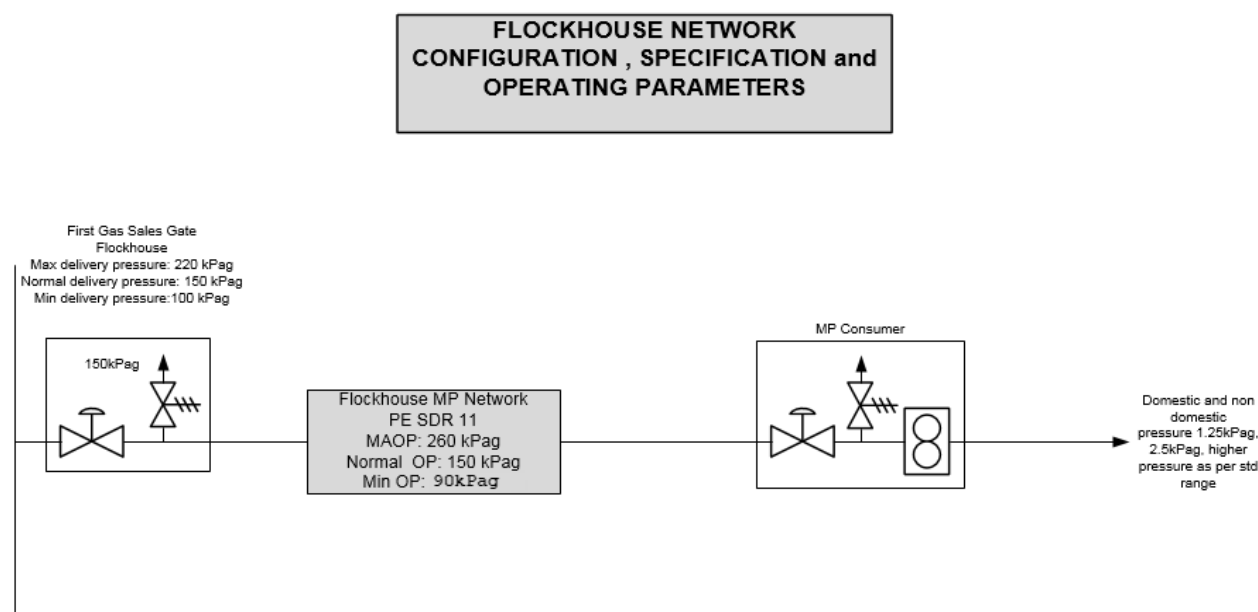 FLOCKHOUSE NETWORK
CONFIGURATION , SPECIFICATION and
OPERATING PARAMETERS
First Gas Sales Gate
Flockhouse
Max delivery pressure: 220 kPag
Normal delivery pressure: 150 kPag
Min delivery pressure:100 kPag
150kPag
Flockhouse MP Network
PE SDR 11
MAOP: 260 kPag
Normal OP: 150 kPag
Min OP: 90kPag
MP Consumer
Domestic and non
domestic
pressure 1.25kPag,
2.5kPag, higher
pressure as per std
range